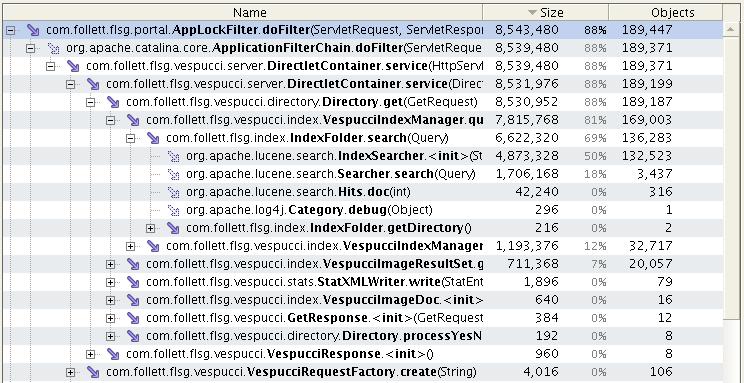 Name Size Objects
com.follett.flsg.portal.AppLockFilter.doFilter(ServletRequest, ServletRespon 8,543,480 88% 189,447
org.apache.catalina.core.ApplicationFilterChain.doFilter(ServletReque 8,539,480 88% 189,371
com.follett.flsg.vespucci.server.DirectletContainer.service(HttpServl 8,539,480 88% 189,371
com.follett.flsg.vespucci.server.DirectletContainer.service(Direct 8,531,976 88% 189,199
com.follett.flsg.vespucci.directory.Directory.get(GetRequest) 8,530,952 88% 189,187
com.follett.flsg.vespucci.index.VespucciIndexManager.qu 7,815,768 81% 169,003
com.follett.flsg.index.IndexFolder.search(Query) 6,622,320 69% 136,283
org.apache.lucene.search.IndexSearcher.<init>(St 4,873,328 50% 132,523
org.apache.lucene.search.Searcher.search(Query) 1,706,168 18% 3,437
org.apache.lucene.search.Hits.doc(int) 42,240 0% 316
org.apache.log4j.Category.debug(Object) 296 0% 1
com.follett.flsg.index.IndexFolder.getDirectory() 216 0% 2
com.follett.flsg.vespucci.index.VespucciIndexManager 1,193,376 12% 32,717
com.follett.flsg.vespucci.index.VespucciImageResultSet.g 711,368 7% 20,057
com.follett.flsg.vespucci.stats.StatXMLWriter.write(StatEnt 1,896 0% 79
com.follett.flsg.vespucci.index.VespucciImageDoc.<init> 640 0% 16
com.follett.flsg.vespucci.GetResponse.<init>(GetRequest 384 0% 12
com.follett.flsg.vespucci.directory.Directory.processYesN 192 0% 8
com.follett.flsg.vespucci.VespucciResponse.<init>() 960 0% 8
com.follett.flsg.vespucci.VespucciRequestFactory.create(String) 4,016 0% 106